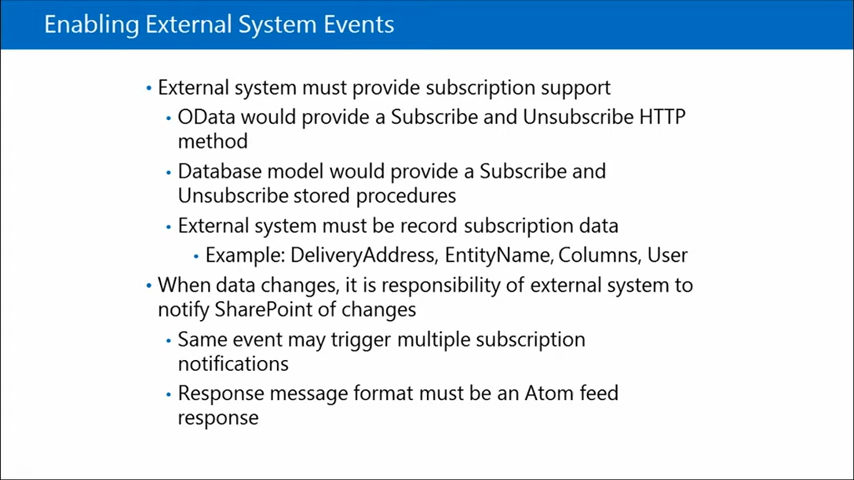 Enabling External System Events
• External system must provide subscription support
• OData would provide a Subscribe and Unsubscribe HTTP
method
• Database model would provide a Subscribe and
Unsubscribe stored procedures
• External system must be record subscription data
• Example: DeliveryAddress, EntityName, Columns, User
• When data changes, it is responsibility of external system to
notify SharePoint of changes
• Same event may trigger multiple subscription
notifications
• Response message format must be an Atom feed
response